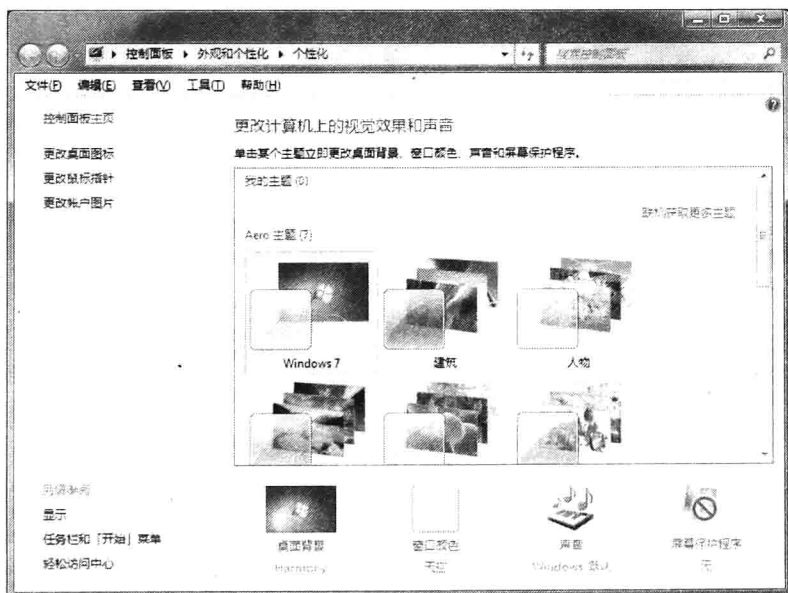 控制面板 ▸ 外观和个性化 ▸ 个性化
搜索控制面板
文件(F) 编辑(E) 查看(V) 工具(T) 帮助(H)
控制面板主页
更改桌面图标
更改鼠标指针
更改帐户图片
更改计算机上的视觉效果和声音
单击某个主题立即更改桌面背景、窗口颜色、声音和屏幕保护程序。
我的主题 (0)
联机获取更多主题
Aero 主题 (7)
Windows 7 建筑 人物
另请参阅
显示
任务栏和「开始」菜单
轻松访问中心
桌面背景 窗口颜色 声音 屏幕保护程序
Harmony 天空 Windows 默认 无